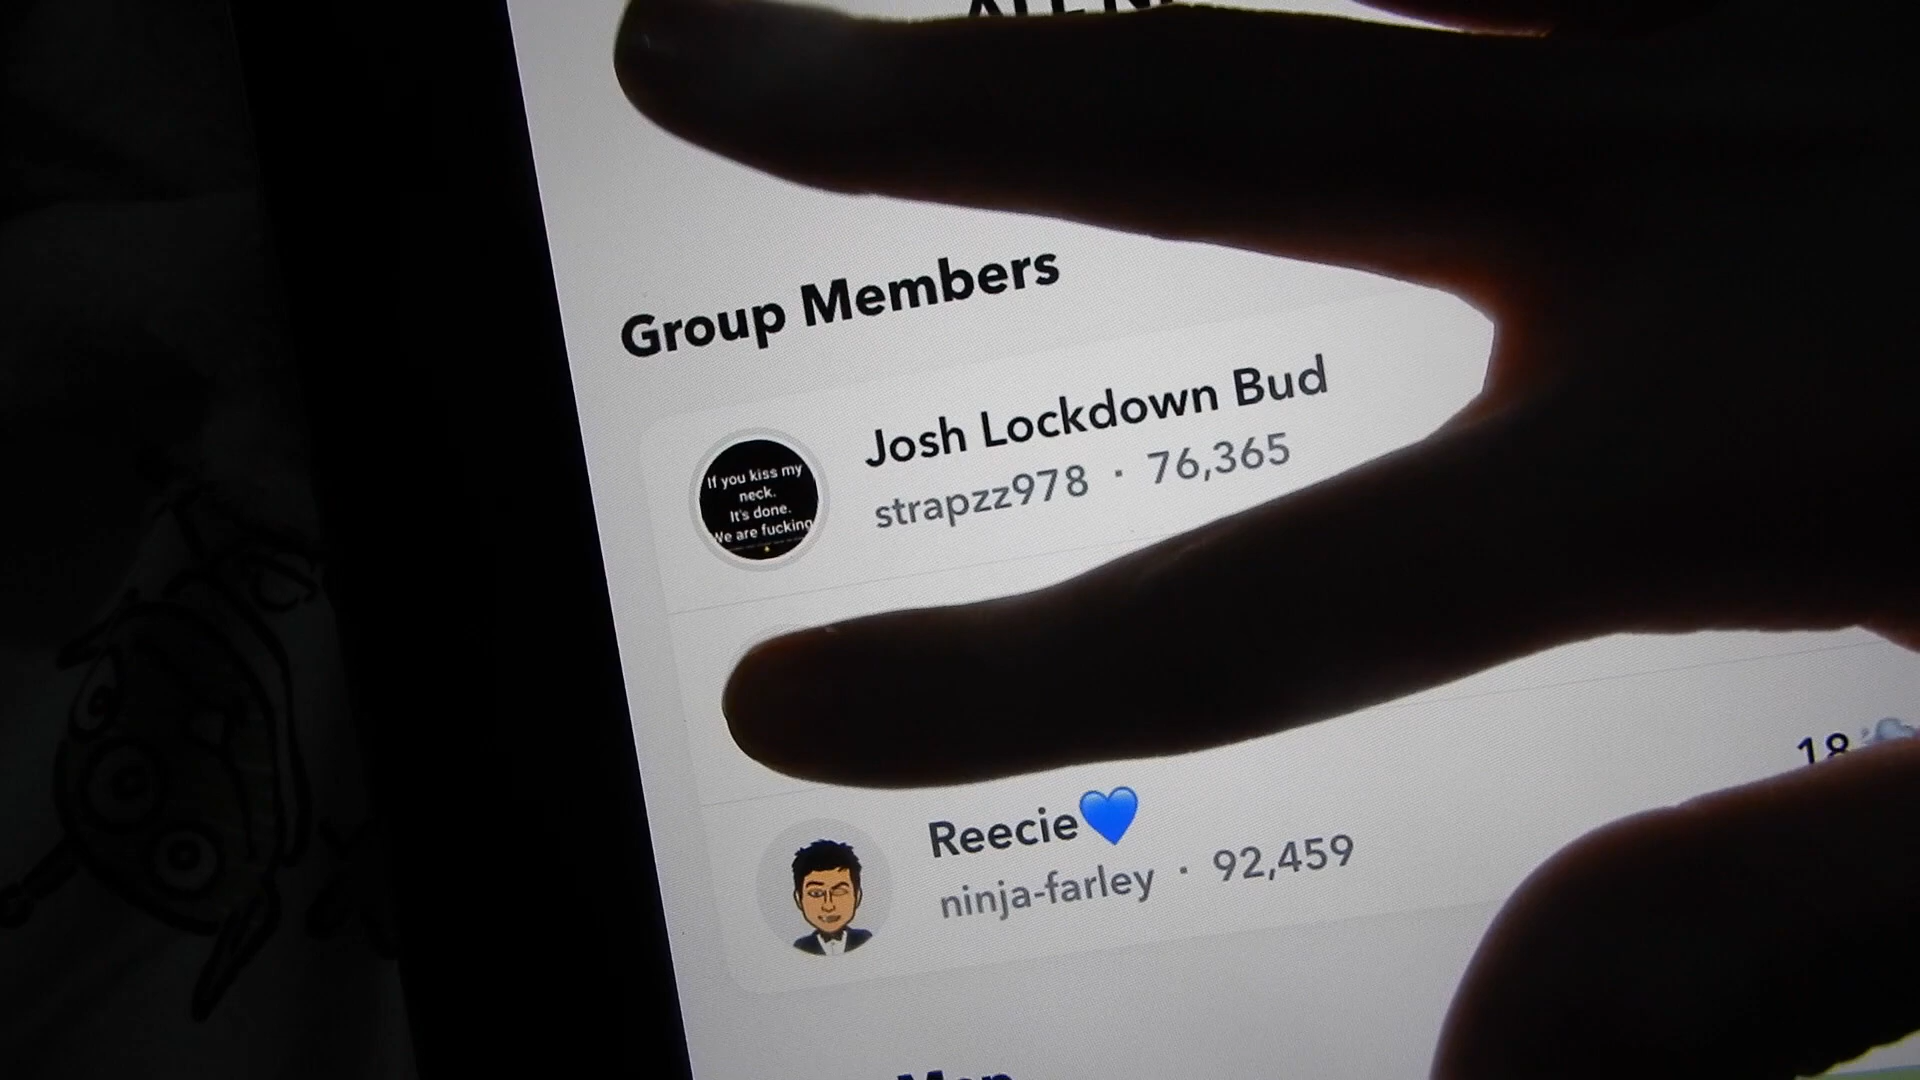 Group Members
Josh Lockdown Bud
strapzz978 · 76,365
If you kiss my
neck.
It's done.
We are fucking
18
Reecie💙
ninja-farley · 92,459